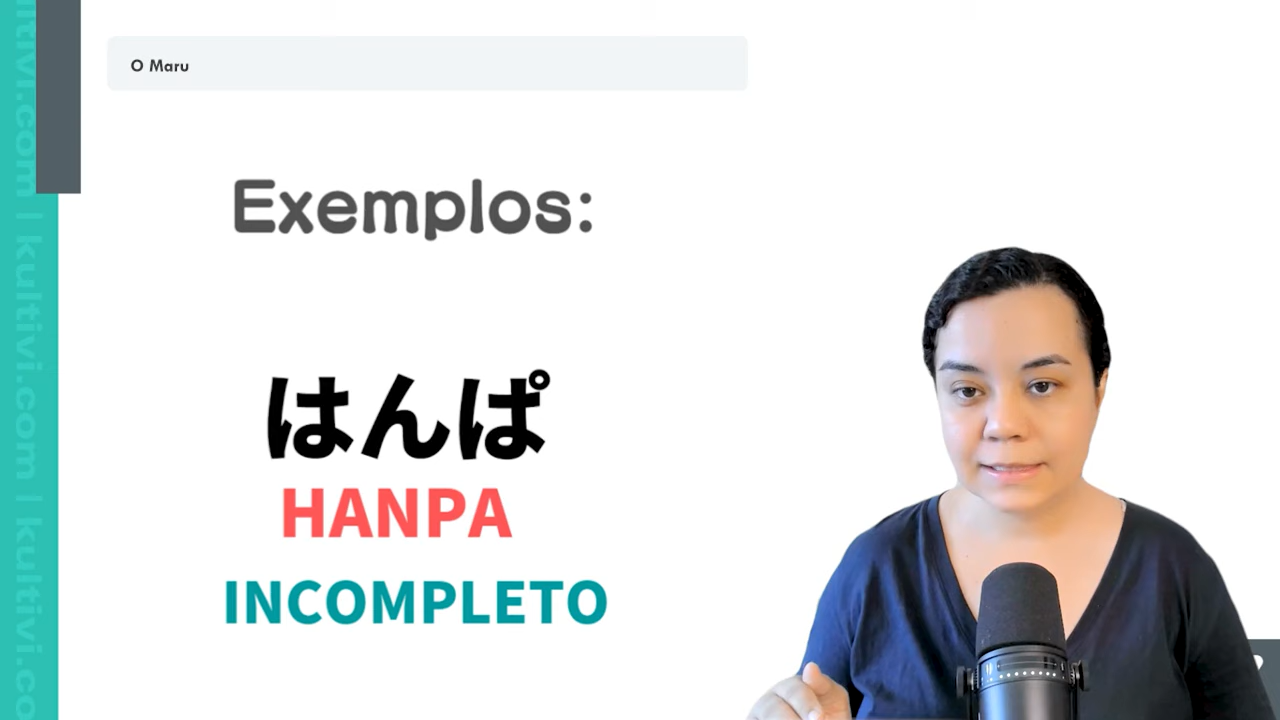 O Maru
Exemplos:
はんぱ
HANPA
INCOMPLETO
kultivi.com | kultivi.com | kultivi.co